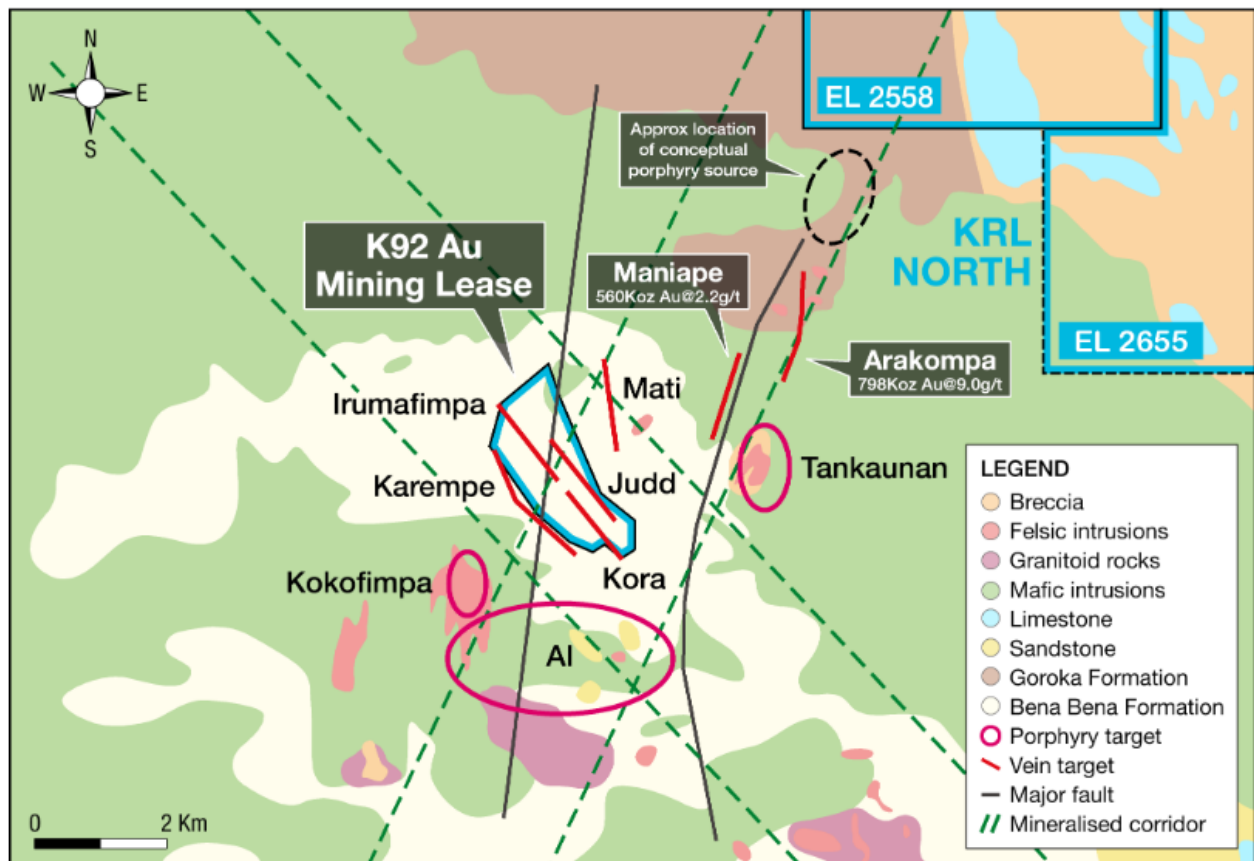 N
W E
S
EL 2558
Approx location
of conceptual
porphyry source
KRL
NORTH
K92 Au
Mining Lease
Maniape
560Koz Au@2.2g/t
EL 2655
Arakompa
798Koz Au@9.0g/t
Irumafimpa
Mati
Karempe
Judd
Tankaunan
Kokofimpa
Kora
AI
LEGEND
Breccia
Felsic intrusions
Granitoid rocks
Mafic intrusions
Limestone
Sandstone
Goroka Formation
Bena Bena Formation
Porphyry target
Vein target
Major fault
Mineralised corridor
0 2 Km